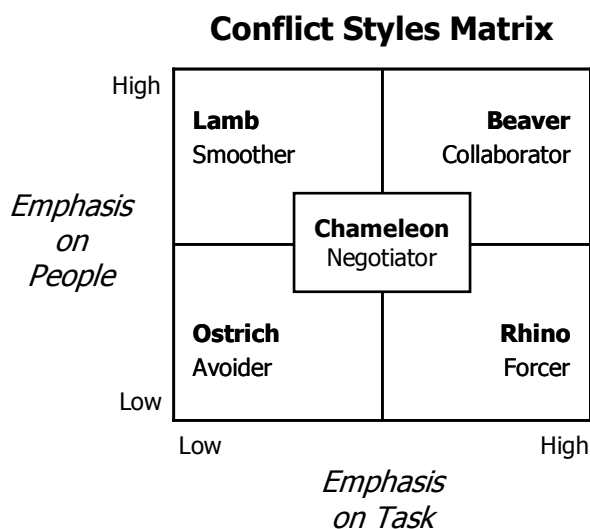 Conflict Styles Matrix
High
Lamb
Smoother
Beaver
Collaborator
Emphasis
on
People
Chameleon
Negotiator
Ostrich
Avoider
Rhino
Forcer
Low
Low
High
Emphasis
on Task